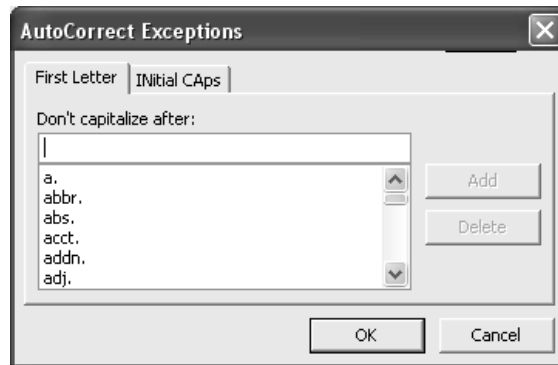 AutoCorrect Exceptions
First Letter
INitial CAps
Don't capitalize after:
a.
abbr.
abs.
acct.
addn.
adj.
Add
Delete
OK
Cancel